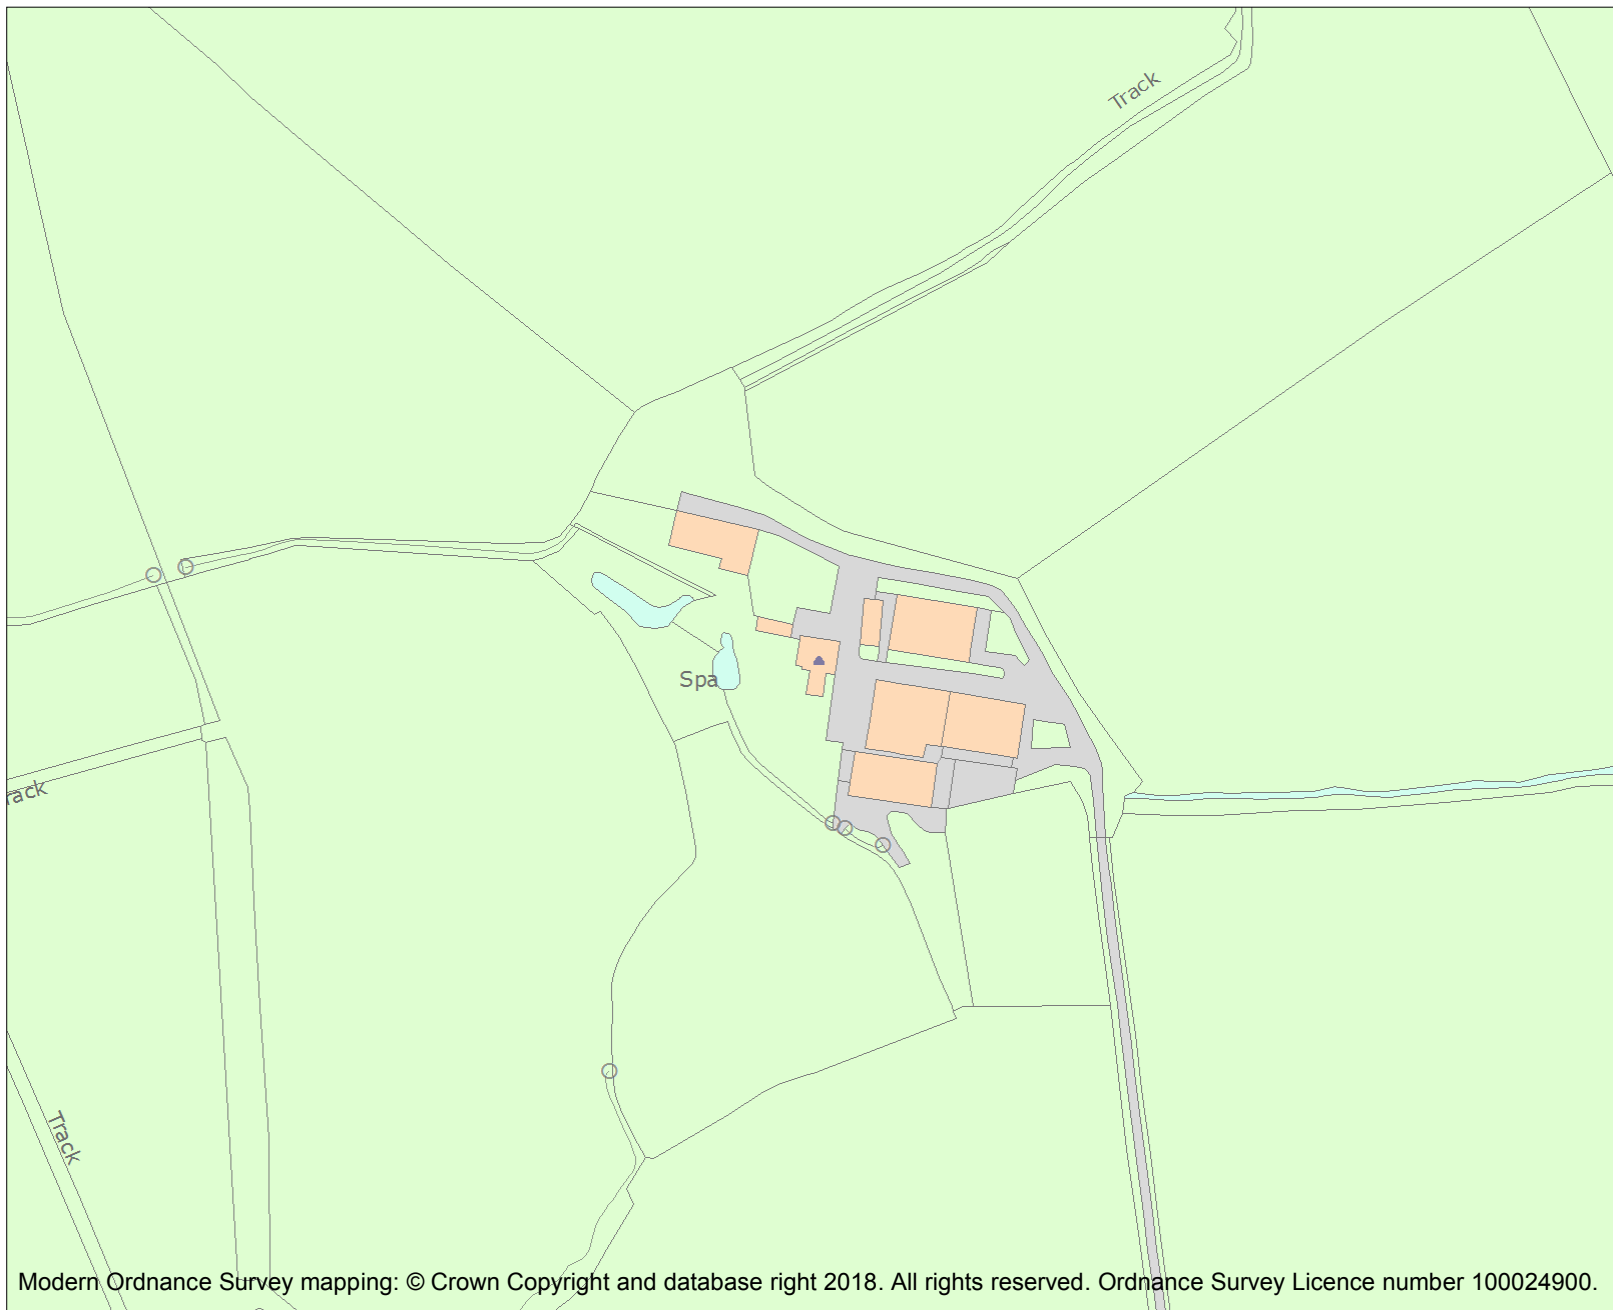 Track
Spa
rack
Track
Modern Ordnance Survey mapping: © Crown Copyright and database right 2018. All rights reserved. Ordnance Survey Licence number 100024900.